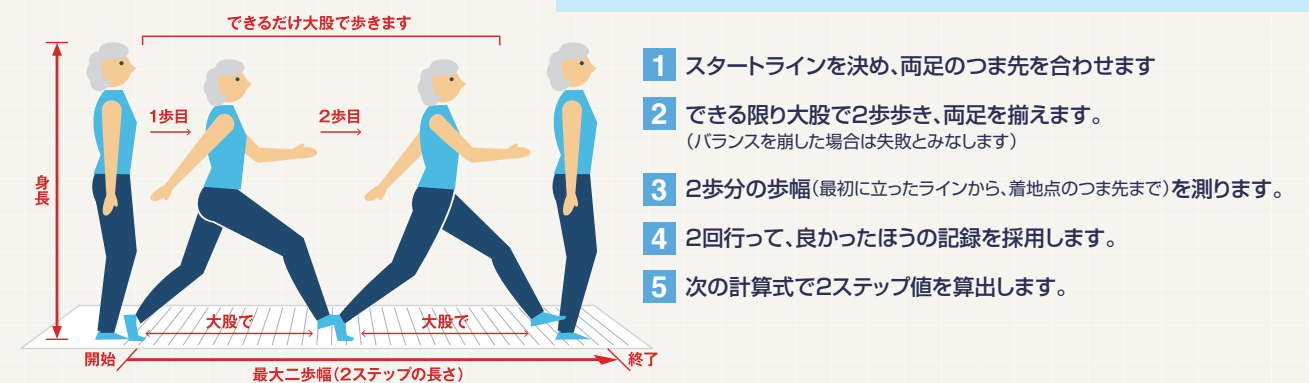 できるだけ大股で歩きます
1歩目
2歩目
身長
大股で
大股で
開始
終了
最大二歩幅（2ステップの長さ）
1 スタートラインを決め、両足のつま先を合わせます
2 できる限り大股で2歩歩き、両足を揃えます。
（バランスを崩した場合は失敗とみなします）
3 2歩分の歩幅（最初に立ったラインから、着地点のつま先まで）を測ります。
4 2回行って、良かったほうの記録を採用します。
5 次の計算式で2ステップ値を算出します。